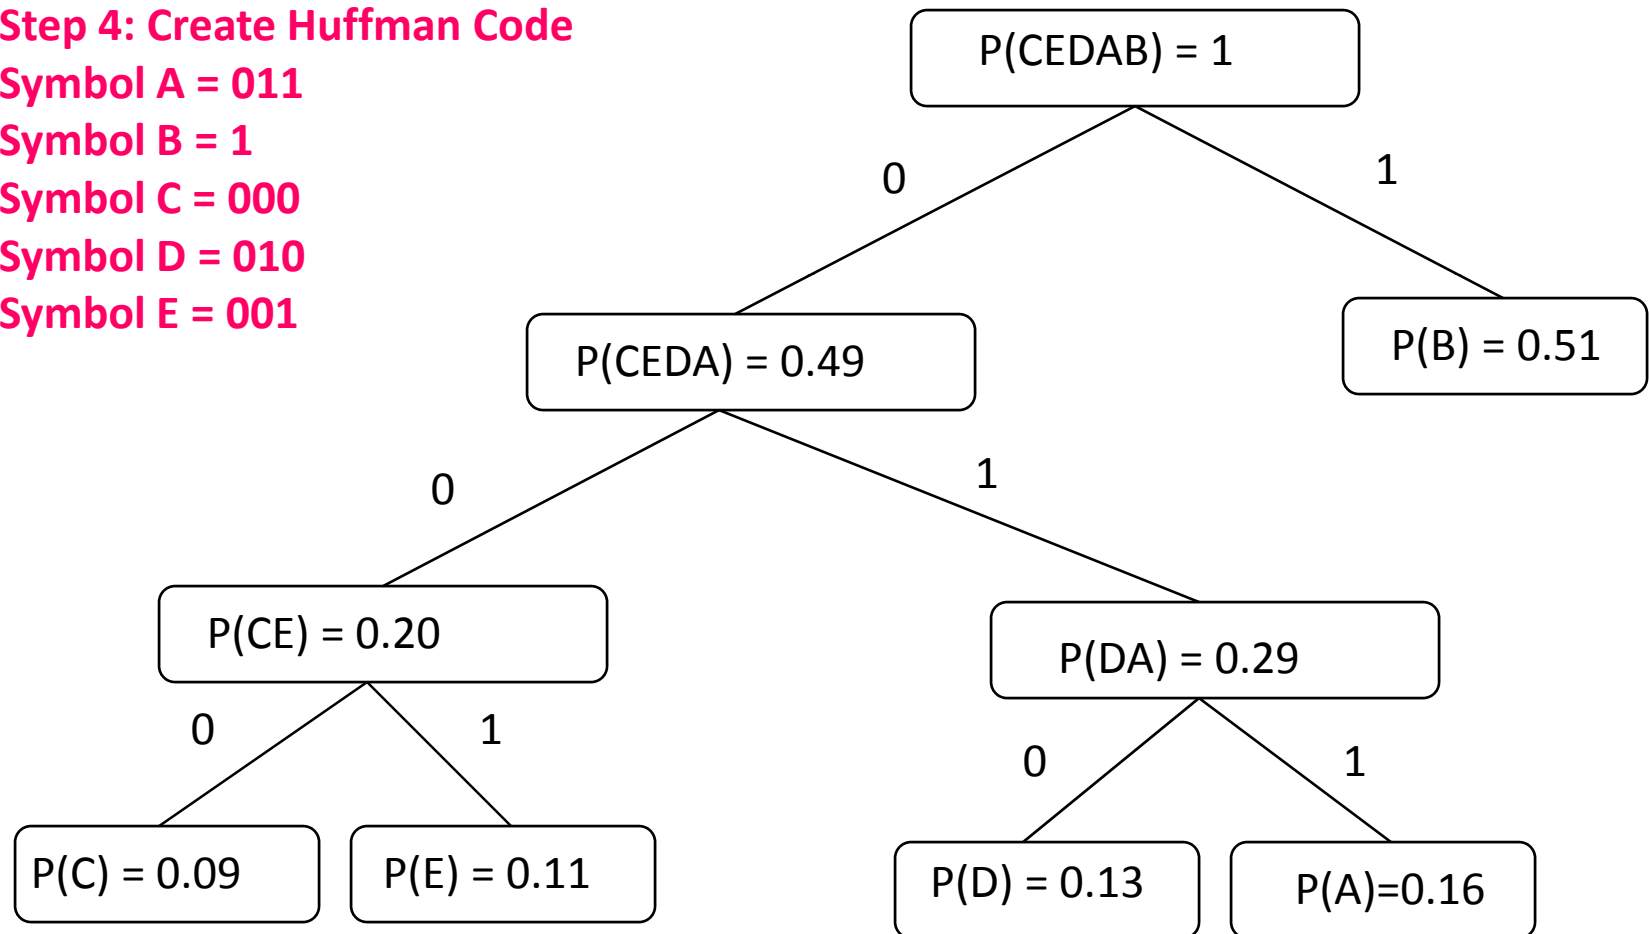 Step 4: Create Huffman Code
Symbol A = 011
Symbol B = 1
Symbol C = 000
Symbol D = 010
Symbol E = 001
P(CEDAB) = 1
0
1
P(CEDA) = 0.49
P(B) = 0.51
0
1
P(CE) = 0.20
P(DA) = 0.29
0
1
0
1
P(C) = 0.09
P(E) = 0.11
P(D) = 0.13
P(A)=0.16